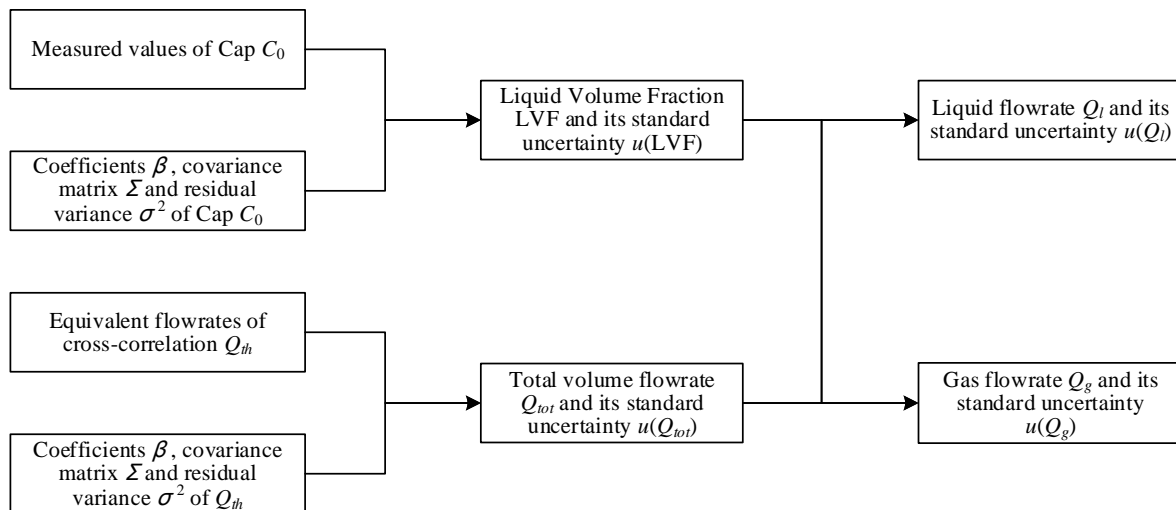 Measured values of Cap C₀
Coefficients β, covariance
matrix Σ and residual
variance σ² of Cap C₀
Equivalent flowrates of
cross-correlation Qₜₕ
Coefficients β, covariance
matrix Σ and residual
variance σ² of Qₜₕ
Liquid Volume Fraction
LVF and its standard
uncertainty u(LVF)
Total volume flowrate
Qₜₒₜ and its standard
uncertainty u(Qₜₒₜ)
Liquid flowrate Qₗ and its
standard uncertainty u(Qₗ)
Gas flowrate Q_g and its
standard uncertainty
u(Q_g)